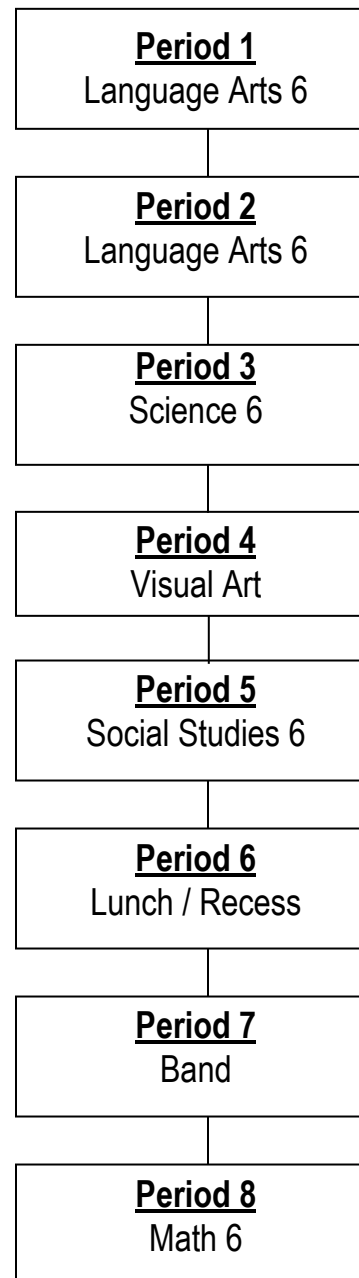 Period 1
Language Arts 6
Period 2
Language Arts 6
Period 3
Science 6
Period 4
Visual Art
Period 5
Social Studies 6
Period 6
Lunch / Recess
Period 7
Band
Period 8
Math 6